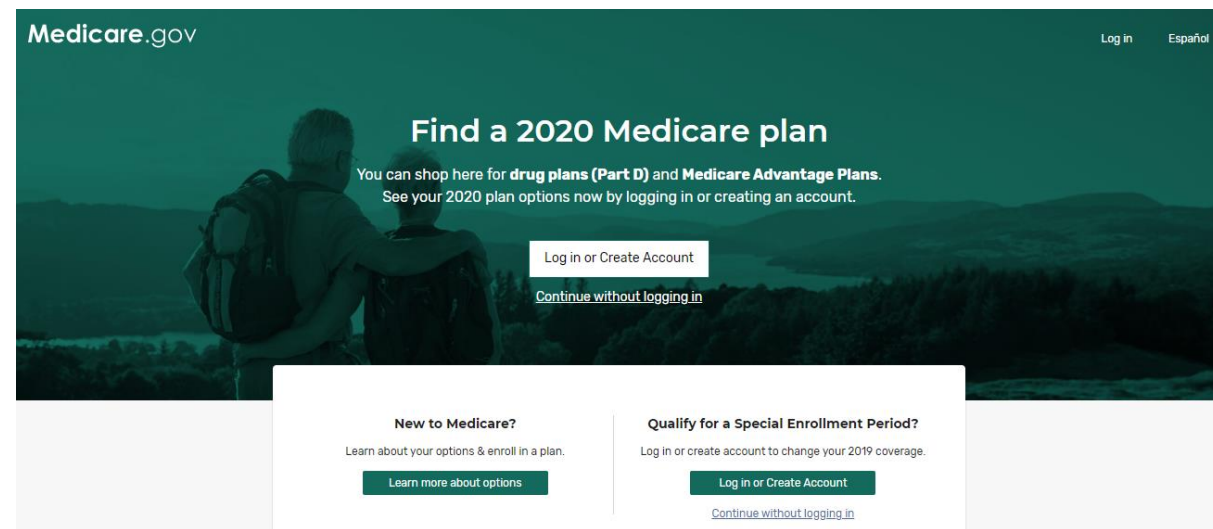 Medicare.gov
Log in
Español
Find a 2020 Medicare plan
You can shop here for drug plans (Part D) and Medicare Advantage Plans.
See your 2020 plan options now by logging in or creating an account.
Log in or Create Account
Continue without logging in
New to Medicare?
Learn about your options & enroll in a plan.
Learn more about options
Qualify for a Special Enrollment Period?
Log in or create account to change your 2019 coverage.
Log in or Create Account
Continue without logging in